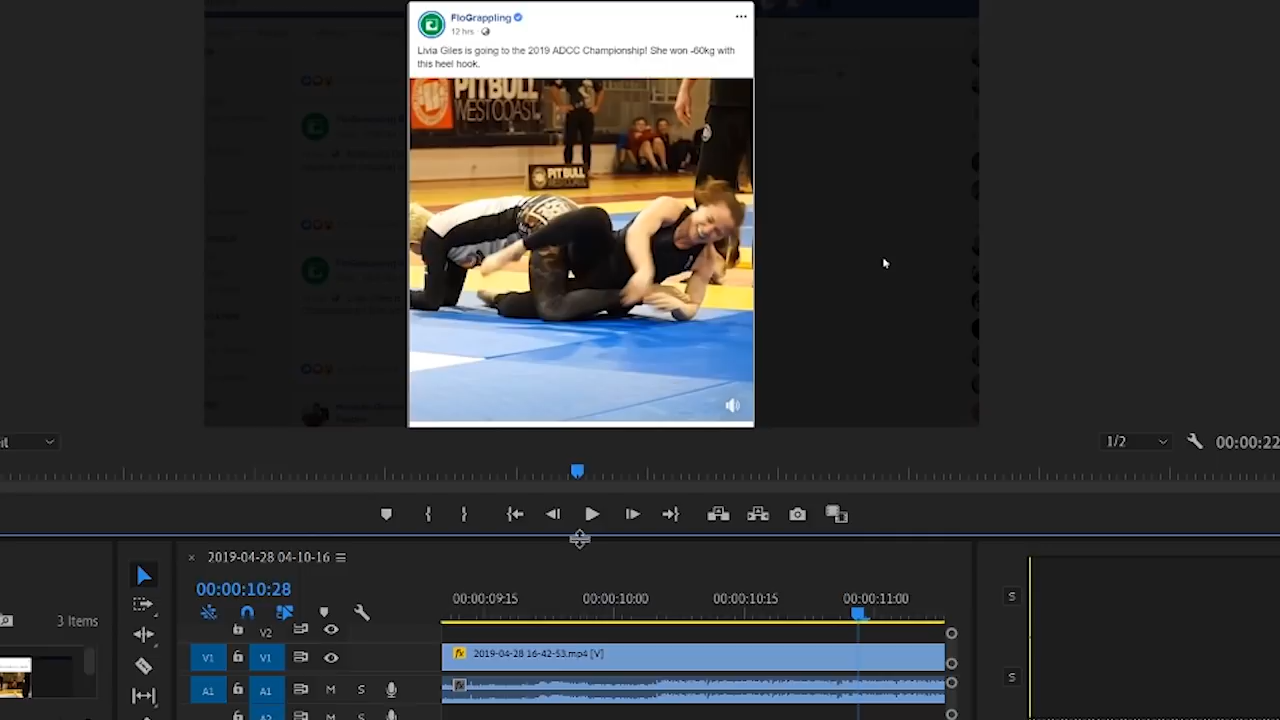 FloGrappling
12 hrs
Livia Giles is going to the 2019 ADCC Championship! She won -60kg with
this heel hook.
PITBULL
WEST COAST
PITBULL
WEST COAST
1/2
00:00:22
2019-04-28 04-10-16
00:00:10:28
00:00:09:15
00:00:10:00
00:00:10:15
00:00:11:00
3 Items
V2
V1
V1
2019-04-28 16-42-53.mp4 [V]
A1
A1
M
S
S
S